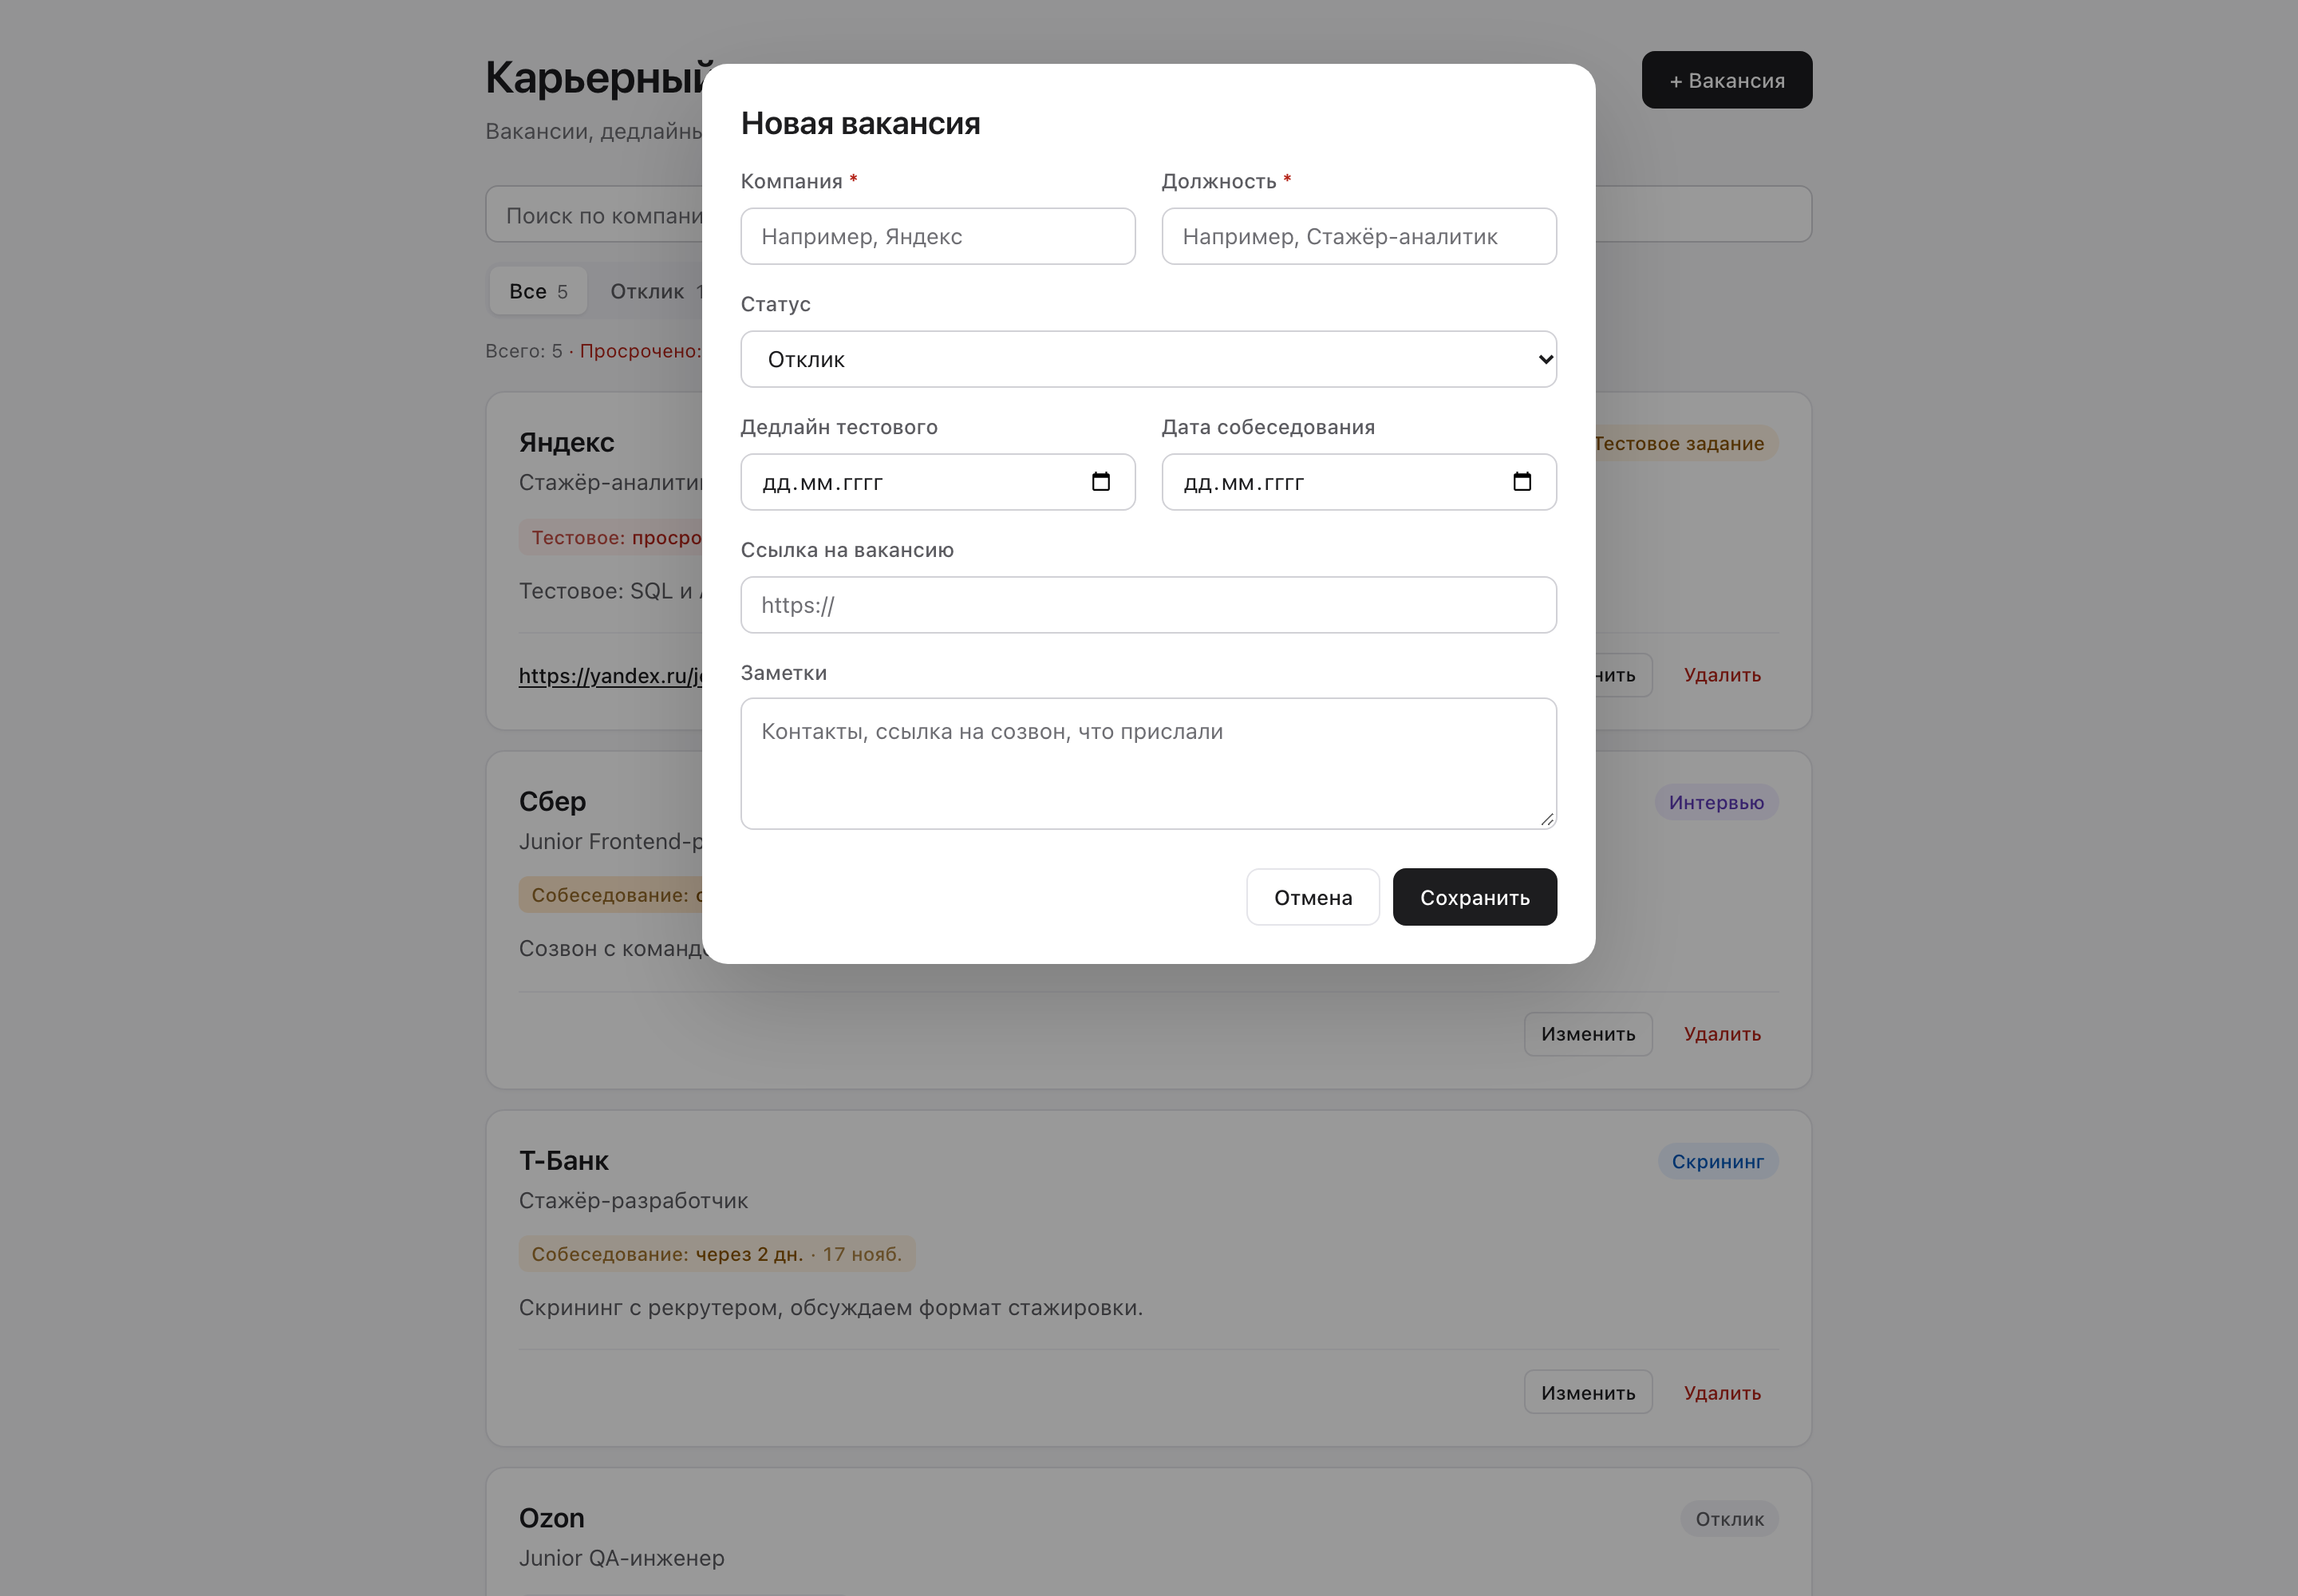 Карьерный
+ Вакансия
Вакансии, дедлайны
Поиск по компани
Все 5
Отклик 1
Всего: 5 · Просрочено:
Новая вакансия
Компания *
Должность *
Например, Яндекс
Например, Стажёр-аналитик
Статус
Отклик
Дедлайн тестового
Дата собеседования
дд.мм.гггг
дд.мм.гггг
Ссылка на вакансию
https://
Заметки
Контакты, ссылка на созвон, что прислали
Отмена
Сохранить
Яндекс
Тестовое задание
Стажёр-аналитик
Тестовое: просро
Тестовое: SQL и
https://yandex.ru/j
нить
Удалить
Сбер
Интервью
Junior Frontend-р
Собеседование:
Созвон с команд
Изменить
Удалить
Т-Банк
Скрининг
Стажёр-разработчик
Собеседование: через 2 дн. · 17 нояб.
Скрининг с рекрутером, обсуждаем формат стажировки.
Изменить
Удалить
Ozon
Отклик
Junior QA-инженер